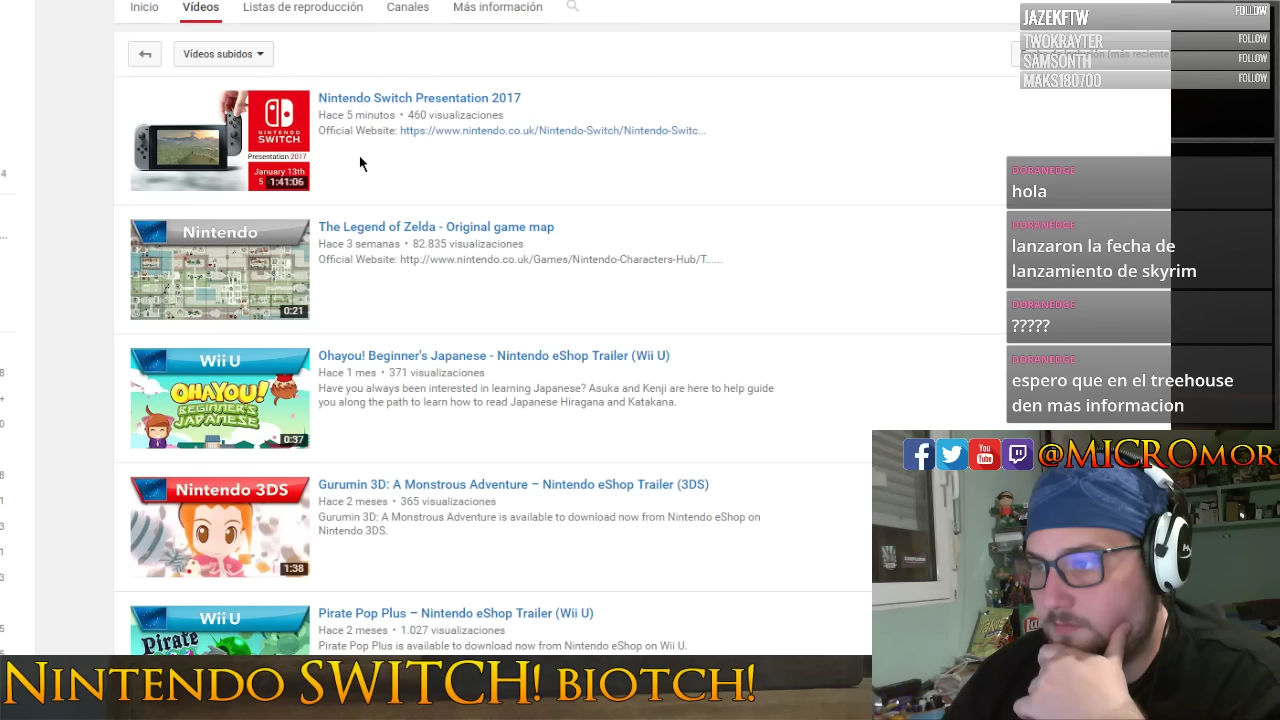 Inicio Vídeos Listas de reproducción Canales Más información
Vídeos subidos
Nintendo Switch Presentation 2017
Hace 5 minutos • 460 visualizaciones
Official Website: https://www.nintendo.co.uk/Nintendo-Switch/Nintendo-Switc...
NINTENDO
SWITCH
Presentation 2017
January 13th
5 1:41:06
The Legend of Zelda - Original game map
Hace 3 semanas • 82.835 visualizaciones
Official Website: http://www.nintendo.co.uk/Games/Nintendo-Characters-Hub/T......
Nintendo
0:21
Ohayou! Beginner's Japanese - Nintendo eShop Trailer (Wii U)
Hace 1 mes • 371 visualizaciones
Have you always been interested in learning Japanese? Asuka and Kenji are here to help guide
you along the path to learn how to read Japanese Hiragana and Katakana.
Wii U
OHAYOU!
BEGINNER'S
JAPANESE
0:37
Gurumin 3D: A Monstrous Adventure – Nintendo eShop Trailer (3DS)
Hace 2 meses • 365 visualizaciones
Gurumin 3D: A Monstrous Adventure is available to download now from Nintendo eShop on
Nintendo 3DS.
Nintendo 3DS
1:38
Pirate Pop Plus – Nintendo eShop Trailer (Wii U)
Hace 2 meses • 1.027 visualizaciones
Pirate Pop Plus is available to download now from Nintendo eShop on Wii U.
Wii U
Pirate
JAZEKFTW FOLLOW
TWOKRAYTER FOLLOW
SAMSONTH FOLLOW
MAKS180700 FOLLOW
DORANEDGE
hola
DORANEDGE
lanzaron la fecha de
lanzamiento de skyrim
DORANEDGE
?????
DORANEDGE
espero que en el treehouse
den mas informacion
@MICROmor
NINTENDO SWITCH! BIOTCH!